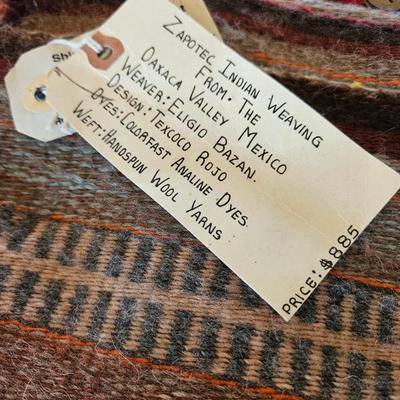 Zapotec Indian Weaving
From: The
Oaxaca Valley Mexico
Weaver: Eligio Bazan.
Design: Texcoco Rojo
Dyes: Colorfast Analine Dyes.
Weft: Handspun Wool Yarns
Price: $885
Shi